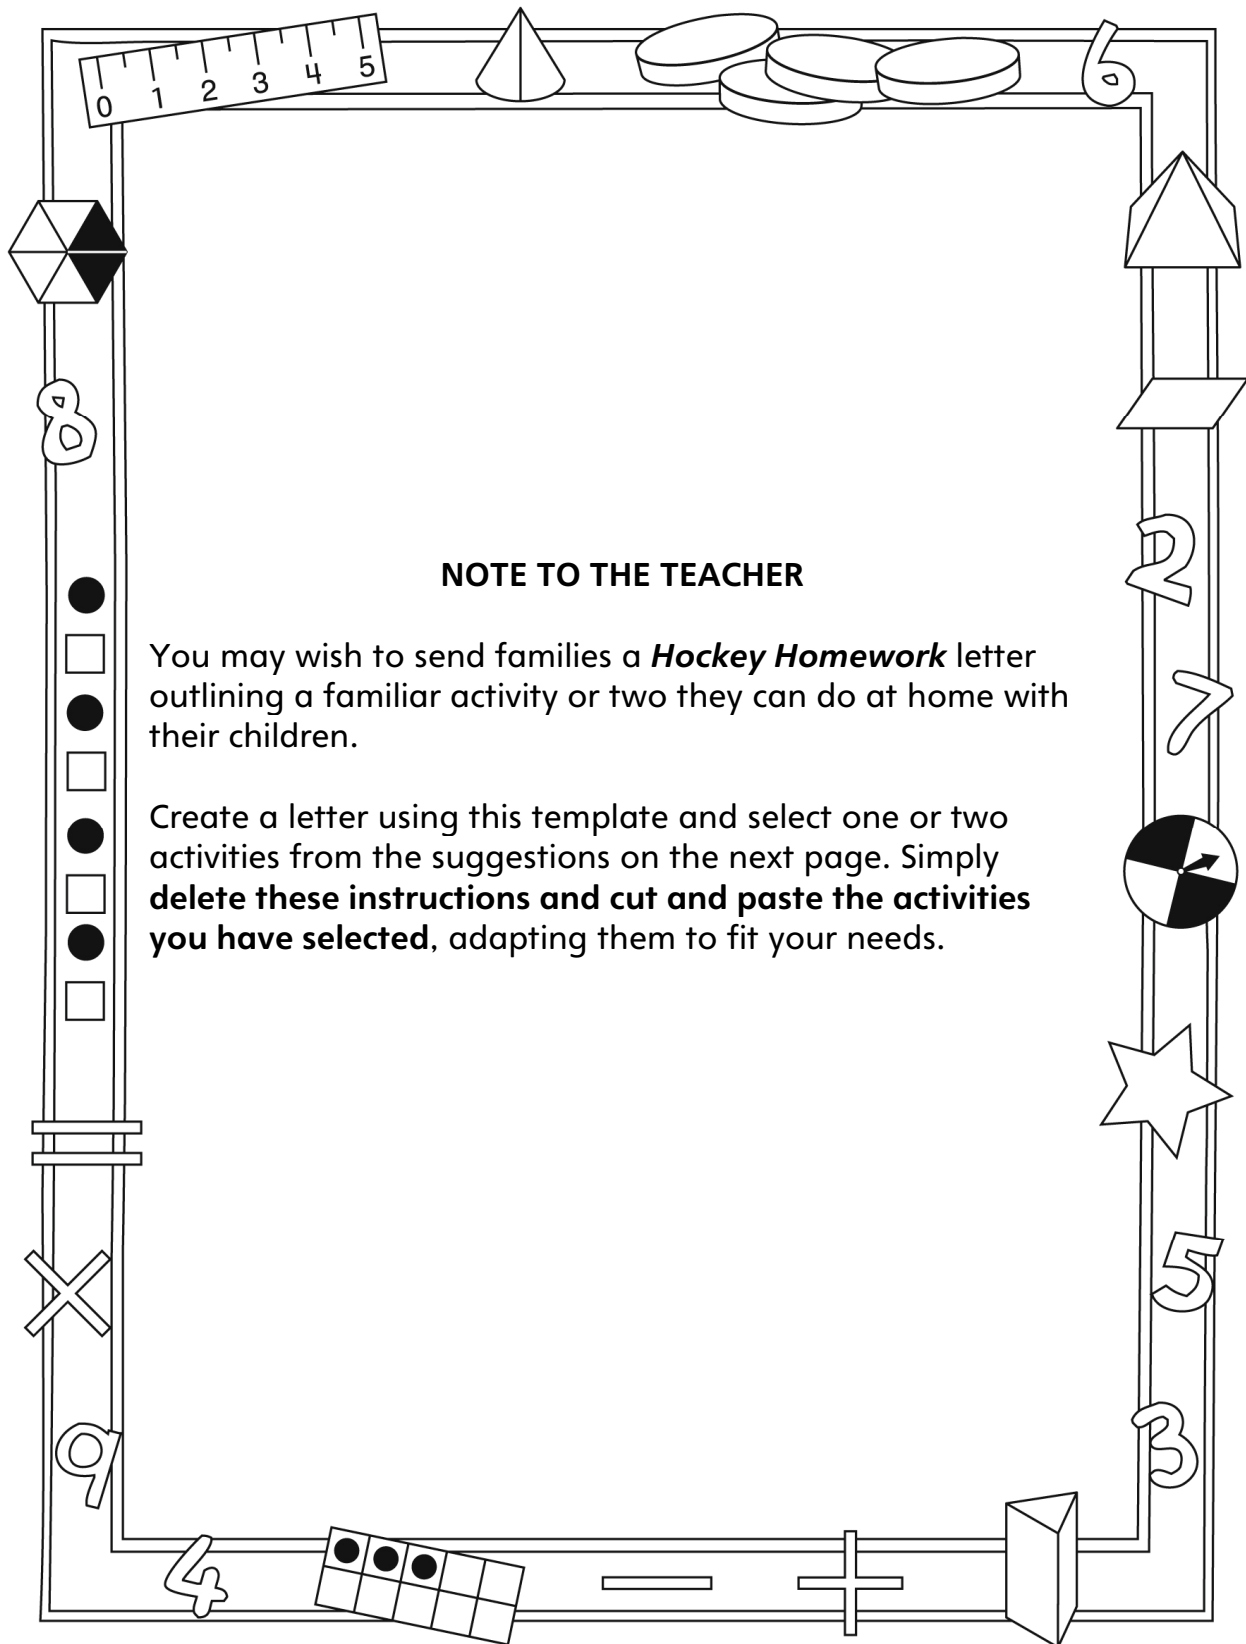 0 1 2 3 4 5
6
8
NOTE TO THE TEACHER
2
You may wish to send families a Hockey Homework letter
outlining a familiar activity or two they can do at home with
their children.
7
Create a letter using this template and select one or two
activities from the suggestions on the next page. Simply
delete these instructions and cut and paste the activities
you have selected, adapting them to fit your needs.
=
×
5
9
3
4
− +